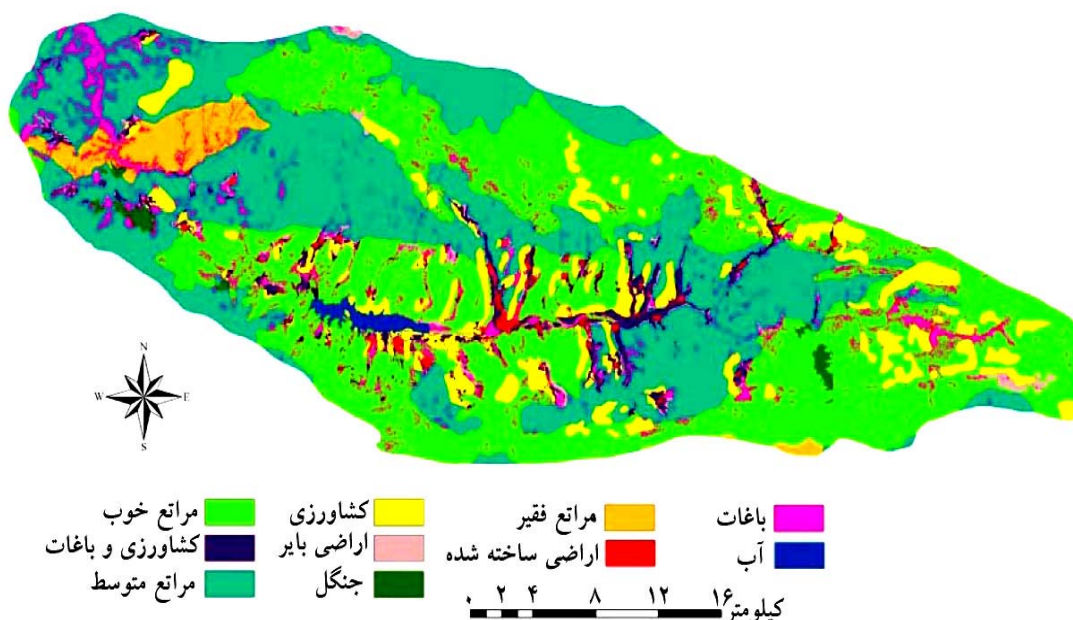 N
W E
S
باغات
مراتع فقیر
کشاورزی
مراتع خوب
آب
اراضی ساخته شده
اراضی بایر
کشاورزی و باغات
جنگل
مراتع متوسط
۰ ۲ ۴ ۸ ۱۲ ۱۶
کیلومتر